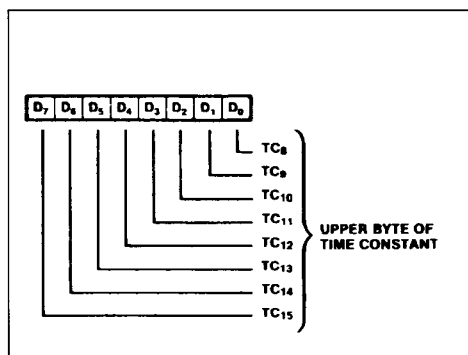 D7 D6 D5 D4 D3 D2 D1 D0
TC8
TC9
TC10
TC11
TC12
TC13
TC14
TC15
UPPER BYTE OF
TIME CONSTANT